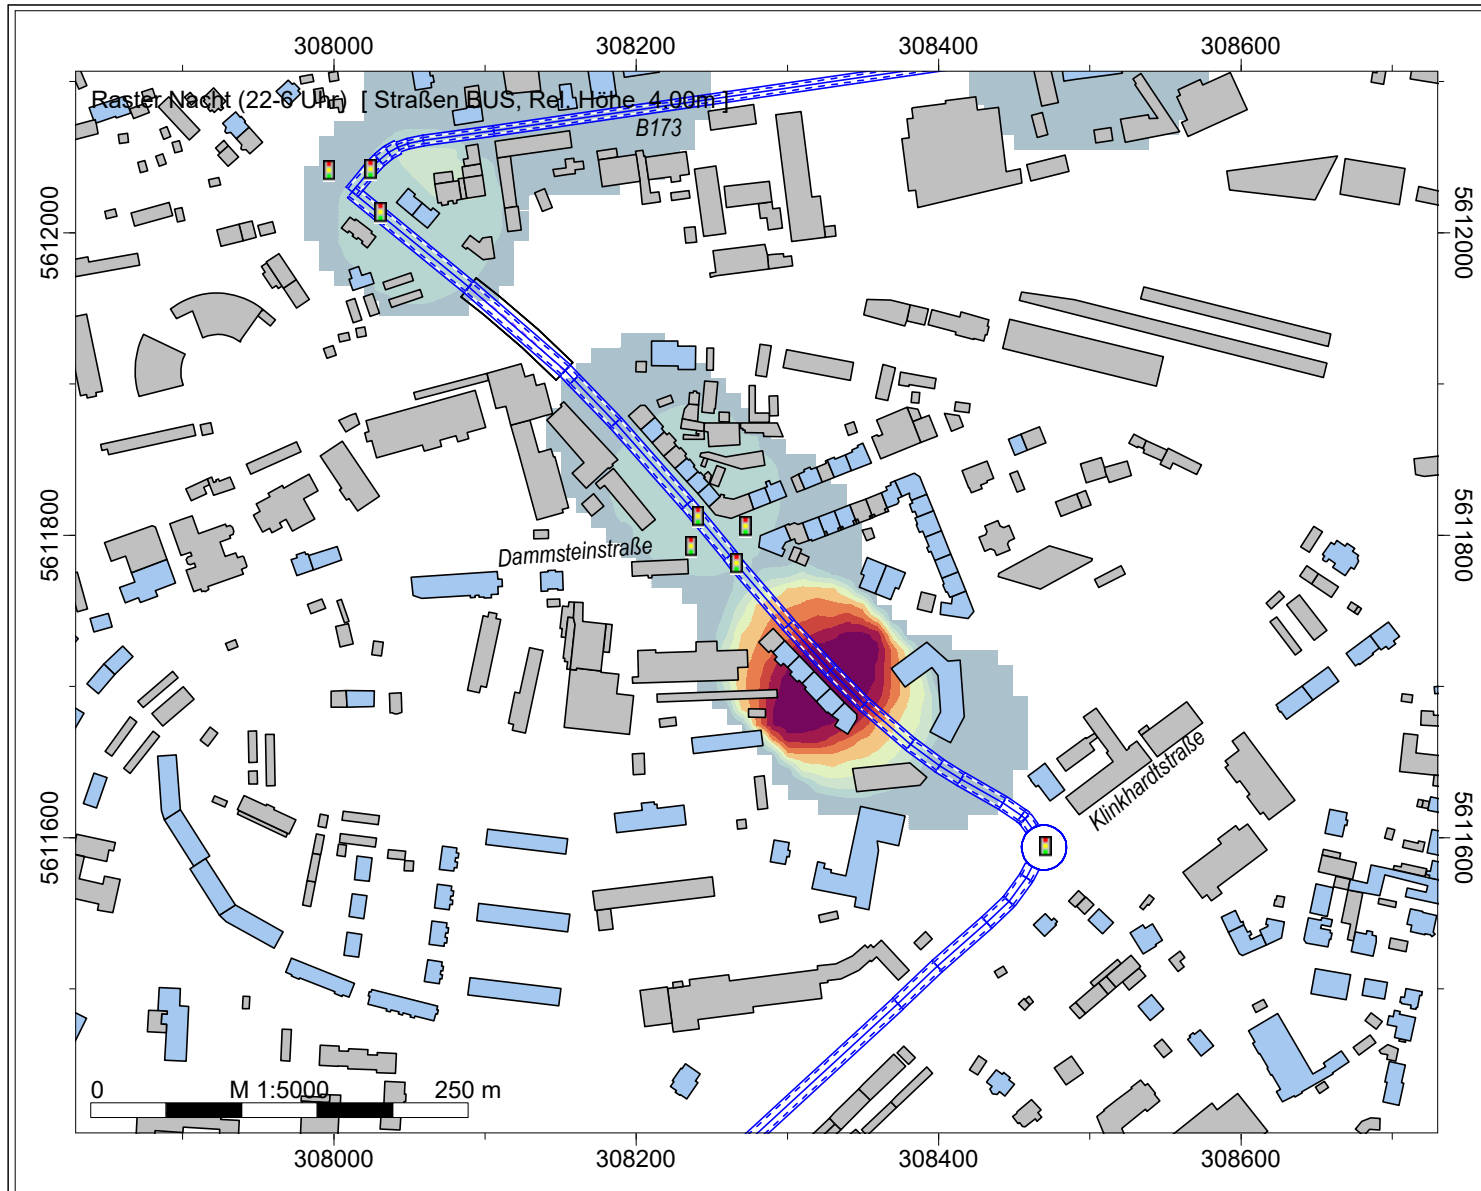 308000 308200 308400 308600
Raster Nacht (22-6 Uhr) [ Straßen BUS, Rel. Höhe 4,00m ]
B173
5612000 5612000
5611800 5611800
Dammsteinstraße
Klinkhardtstraße
5611600 5611600
0 M 1:5000 250 m
308000 308200 308400 308600